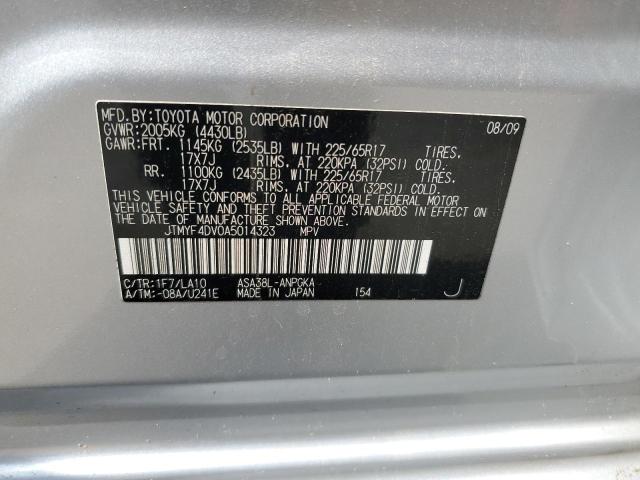 MFD.BY:TOYOTA MOTOR CORPORATION 08/09
GVWR:2005KG (4430LB)
GAWR:FRT. 1145KG (2535LB) WITH 225/65R17 TIRES.
17X7J RIMS, AT 220KPA (32PSI) COLD.
RR. 1100KG (2435LB) WITH 225/65R17 TIRES.
17X7J RIMS, AT 220KPA (32PSI) COLD.
THIS VEHICLE CONFORMS TO ALL APPLICABLE FEDERAL MOTOR
VEHICLE SAFETY AND THEFT PREVENTION STANDARDS IN EFFECT ON
THE DATE OF MANUFACTURE SHOWN ABOVE.
JTMYF4DV0A5014323 MPV
C/TR:1F7/LA10 ASA38L-ANPGKA
A/TM:-08A/U241E MADE IN JAPAN 154 J